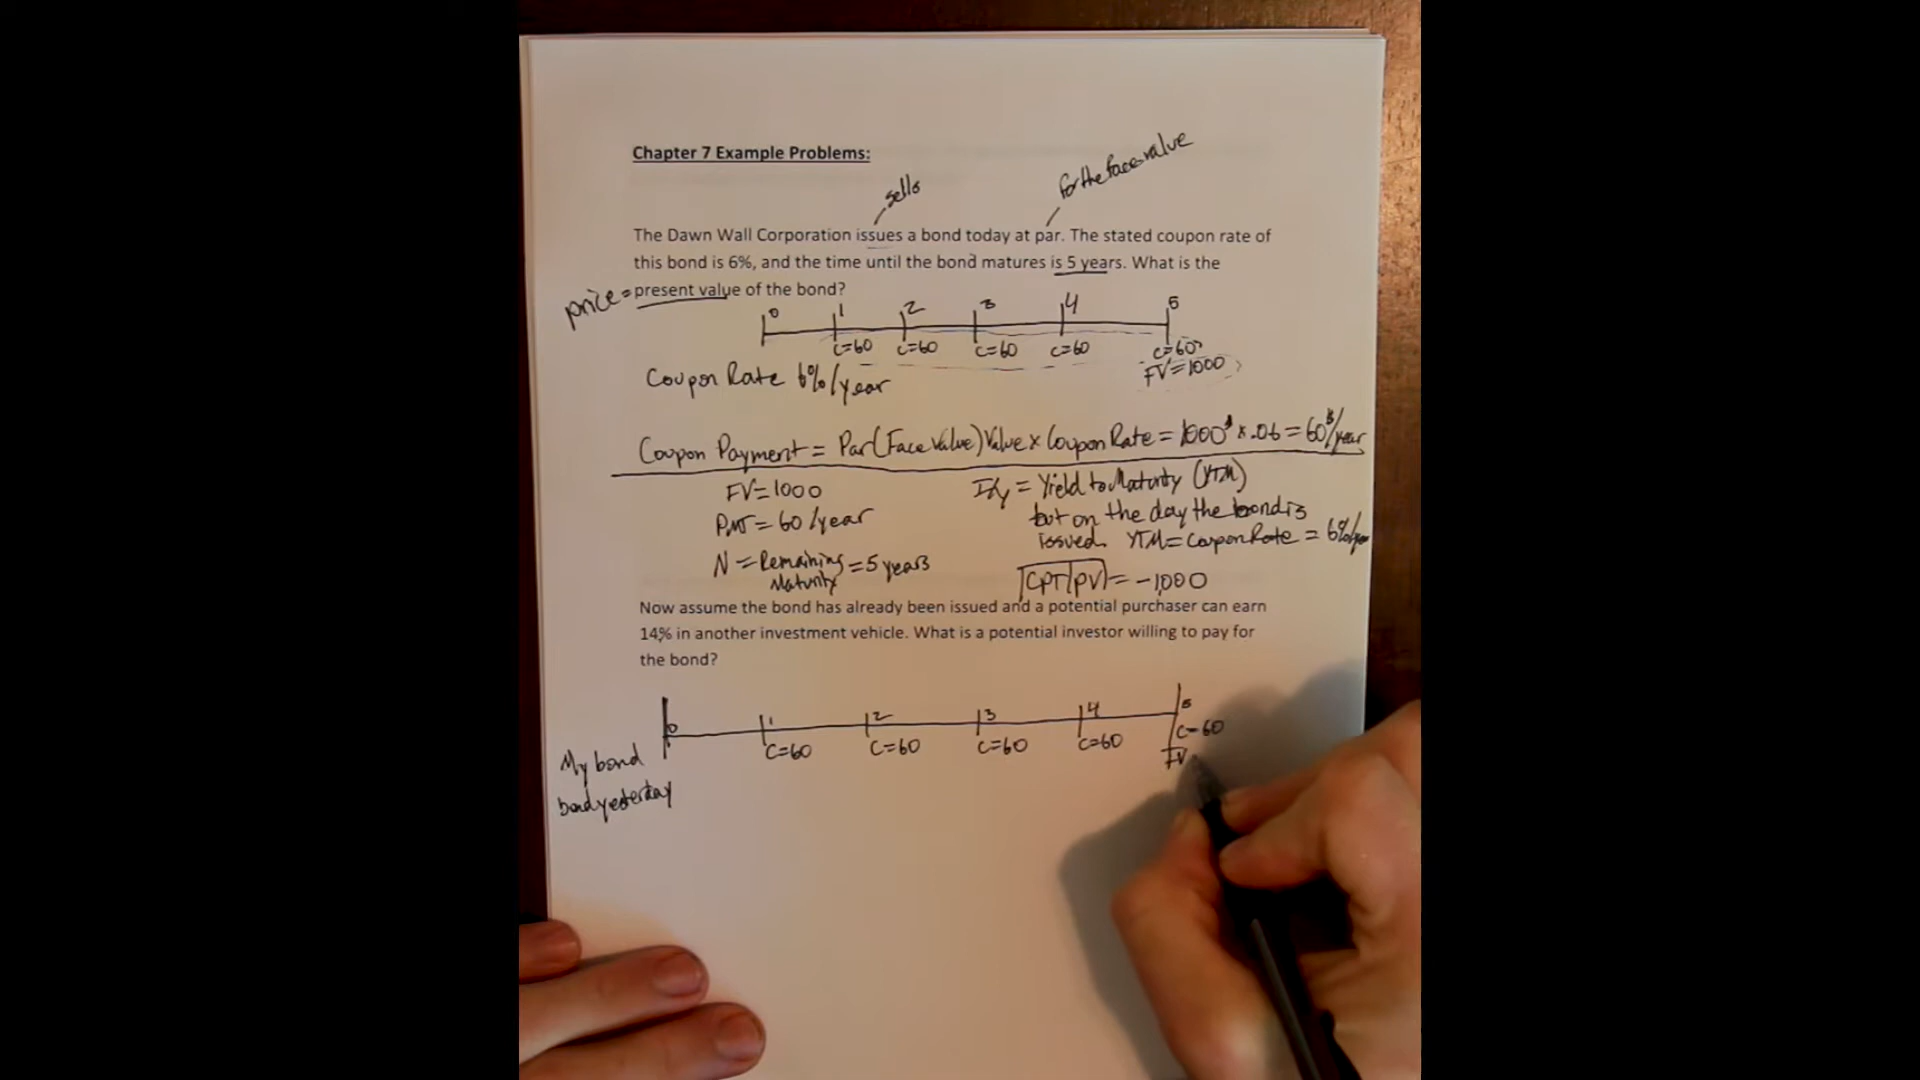 Chapter 7 Example Problems:
sells
for the face value
The Dawn Wall Corporation issues a bond today at par. The stated coupon rate of
this bond is 6%, and the time until the bond matures is 5 years. What is the
price = present value of the bond?
0 1 2 3 4 5
C=60 C=60 C=60 C=60 C=60
FV=1000
Coupon Rate 6%/year
Coupon Payment = Par(Face Value) Value x Coupon Rate = 1000$ * .06 = 60$/year
FV=1000
PMT = 60/year
N = Remaining Maturity = 5 years
I/y = Yield to Maturity (YTM)
but on the day the bond is
issued YTM = Coupon Rate = 6%/year
CPT PV = -1,000
Now assume the bond has already been issued and a potential purchaser can earn
14% in another investment vehicle. What is a potential investor willing to pay for
the bond?
0 1 2 3 4 5
C=60 C=60 C=60 C=60 C=60
FV
My bond
bond yesterday